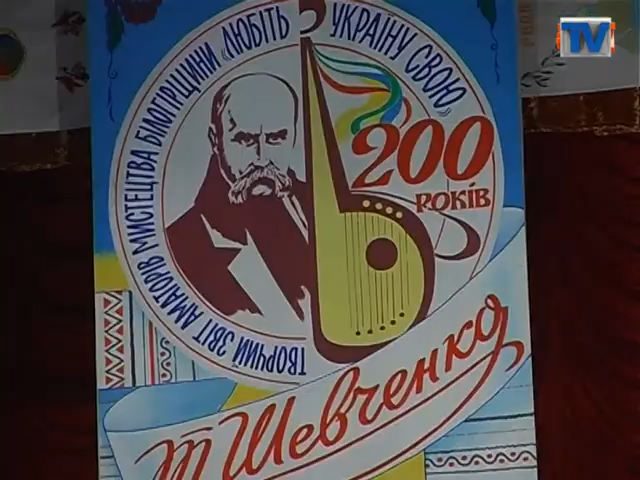 TV
ТВОРЧИЙ ЗВІТ АМАТОРІВ МИСТЕЦТВА БІЛОГІРЩИНИ „ЛЮБІТЬ УКРАЇНУ СВОЮ„
200
РОКІВ
Т Шевченко